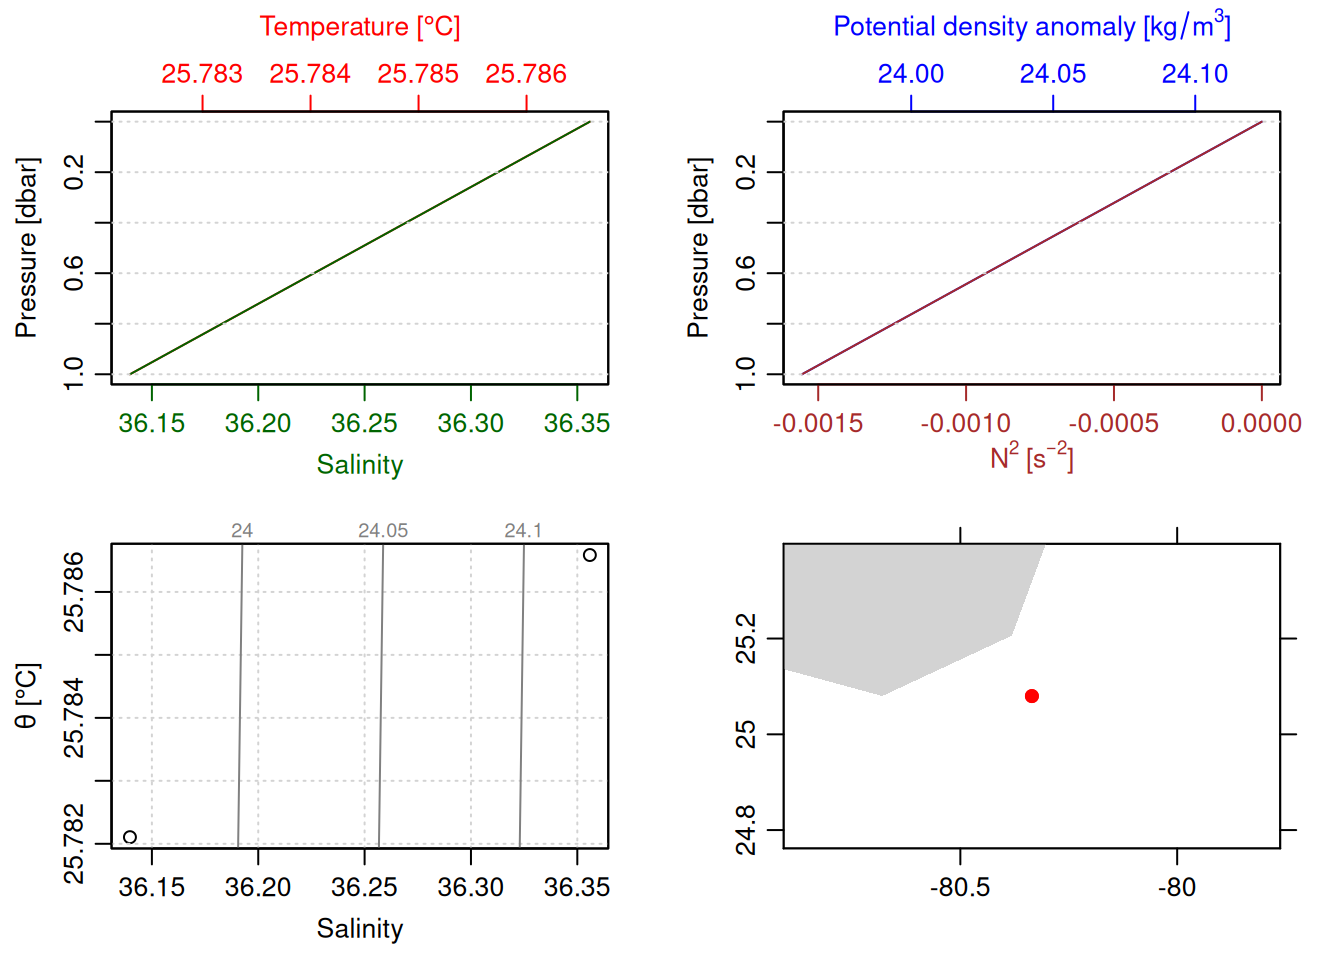 Temperature [°C]
25.783 25.784 25.785 25.786
Pressure [dbar]
0.2
0.6
1.0
36.15 36.20 36.25 36.30 36.35
Salinity
Potential density anomaly [kg/m³]
24.00 24.05 24.10
Pressure [dbar]
0.2
0.6
1.0
-0.0015 -0.0010 -0.0005 0.0000
N² [s⁻²]
24 24.05 24.1
θ [°C]
25.786
25.784
25.782
36.15 36.20 36.25 36.30 36.35
Salinity
25.2
25
24.8
-80.5 -80